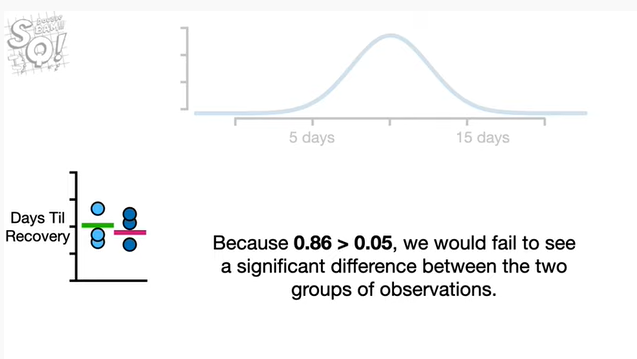 5 days
15 days
Days Til
Recovery
Because 0.86 > 0.05, we would fail to see
a significant difference between the two
groups of observations.